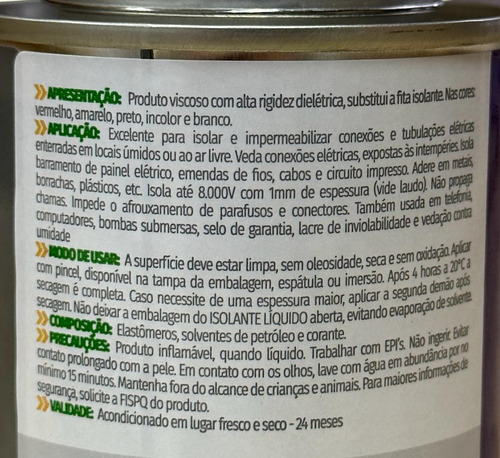 »APRESENTAÇÃO: Produto viscoso com alta rigidez dielétrica, substitui a fita isolante. Nas cores:
vermelho, amarelo, preto, incolor e branco.
»APLICAÇÃO: Excelente para isolar e impermeabilizar conexões e tubulações elétricas
enterradas em locais úmidos ou ao ar livre. Veda conexões elétricas, expostas às intempéries. Isola
barramento de painel elétrico, emendas de fios, cabos e circuito impresso. Adere em metais,
borrachas, plásticos, etc. Isola até 8.000V com 1mm de espessura (vide laudo). Não propaga
chamas. Impede o afrouxamento de parafusos e conectores. Também usada em telefonia,
computadores, bombas submersas, selo de garantia, lacre de inviolabilidade e vedação contra
umidade
»MODO DE USAR: A superfície deve estar limpa, sem oleosidade, seca e sem oxidação. Aplicar
com pincel, disponível na tampa da embalagem, espátula ou imersão. Após 4 horas a 20°C a
secagem é completa. Caso necessite de uma espessura maior, aplicar a segunda demão após
secagem. Não deixar a embalagem do ISOLANTE LÍQUIDO aberta, evitando evaporação de solvente.
»COMPOSIÇÃO: Elastômeros, solventes de petróleo e corante.
»PRECAUÇÕES: Produto inflamável, quando líquido. Trabalhar com EPI's. Não ingerir. Evitar
contato prolongado com a pele. Em contato com os olhos, lave com água em abundância por no
mínimo 15 minutos. Mantenha fora do alcance de crianças e animais. Para maiores informações de
segurança, solicite a FISPQ do produto.
»VALIDADE: Acondicionado em lugar fresco e seco - 24 meses